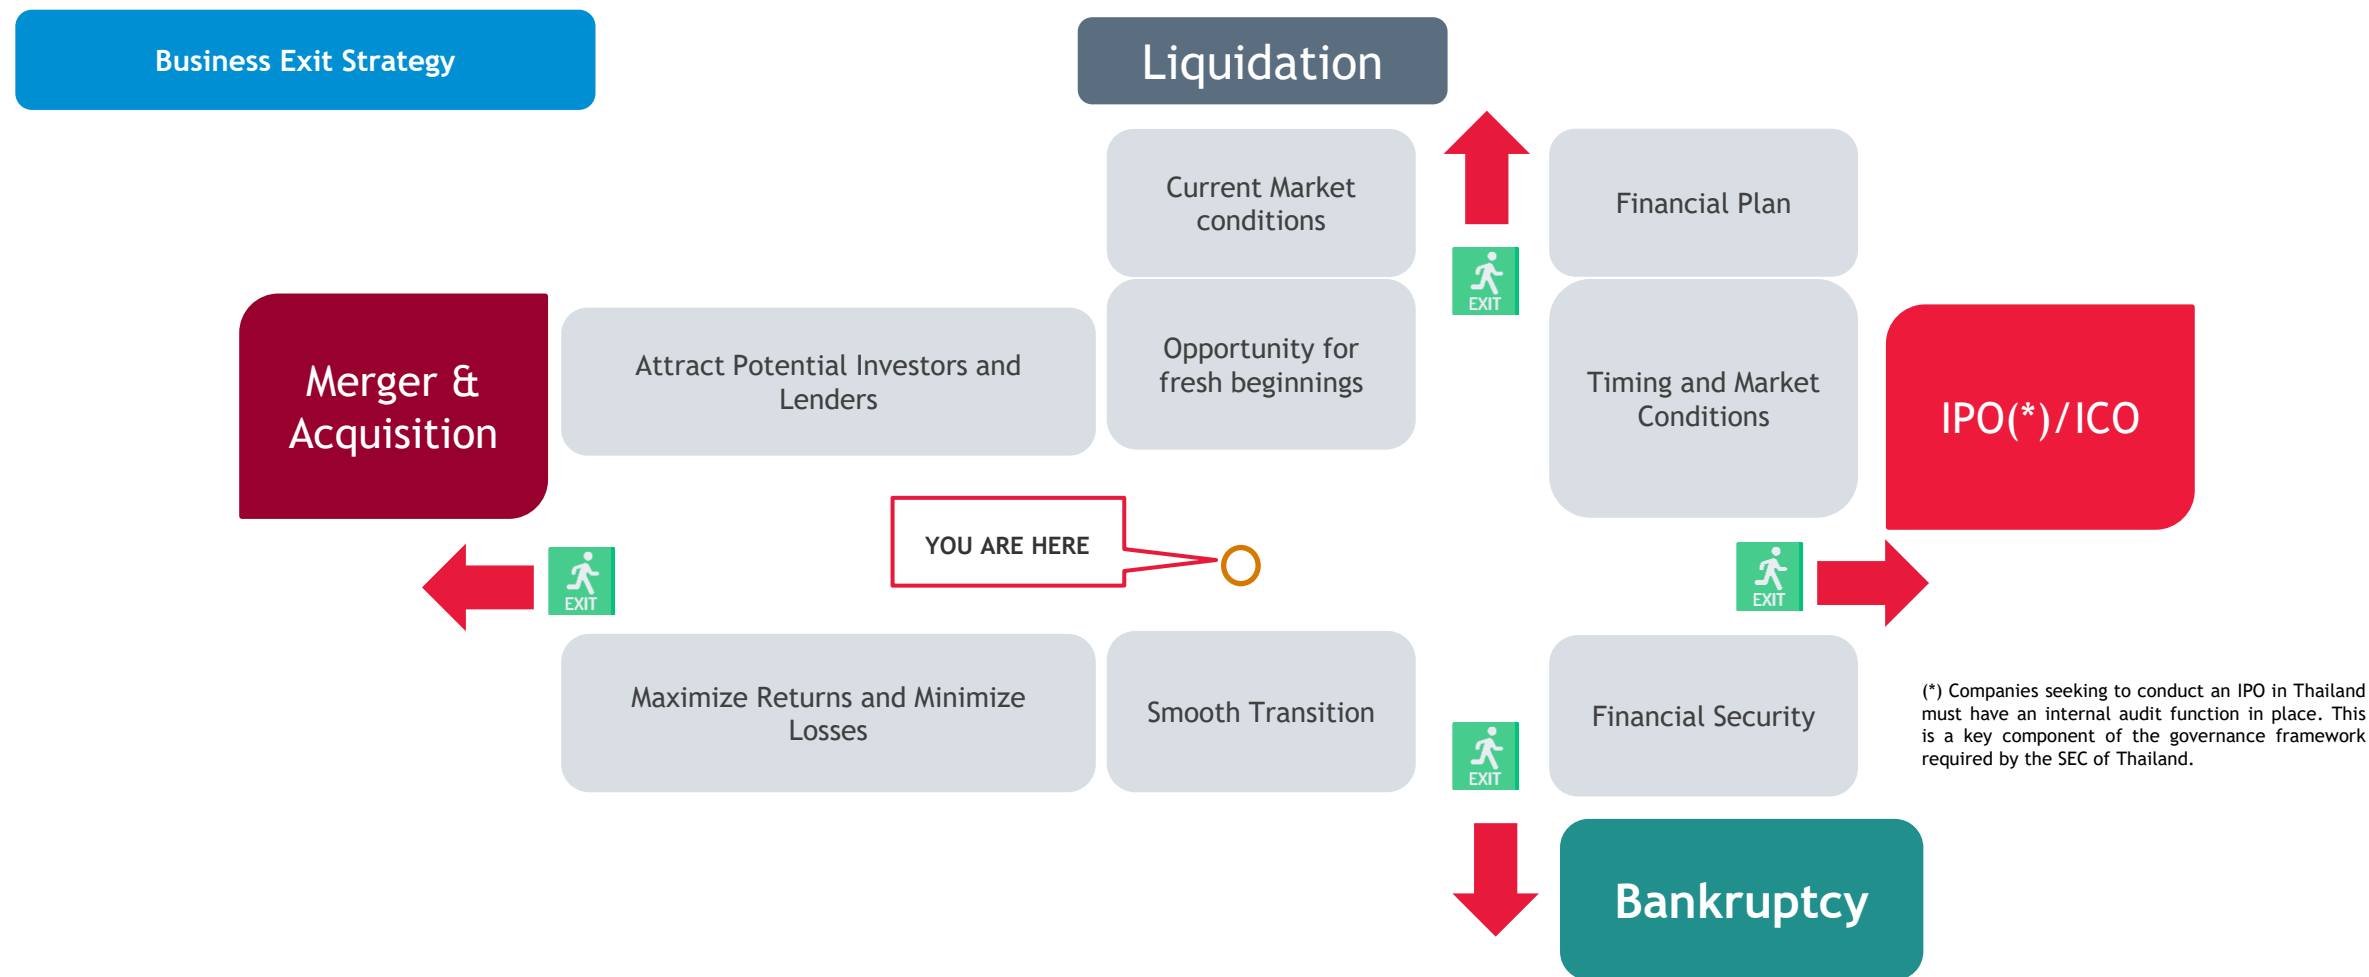 Business Exit Strategy
Liquidation
Current Market
conditions
Financial Plan
EXIT
Merger &
Acquisition
Attract Potential Investors and
Lenders
Opportunity for
fresh beginnings
Timing and Market
Conditions
IPO(*)/ICO
YOU ARE HERE
EXIT
EXIT
Maximize Returns and Minimize
Losses
Smooth Transition
Financial Security
(*) Companies seeking to conduct an IPO in Thailand
must have an internal audit function in place. This
is a key component of the governance framework
required by the SEC of Thailand.
EXIT
Bankruptcy